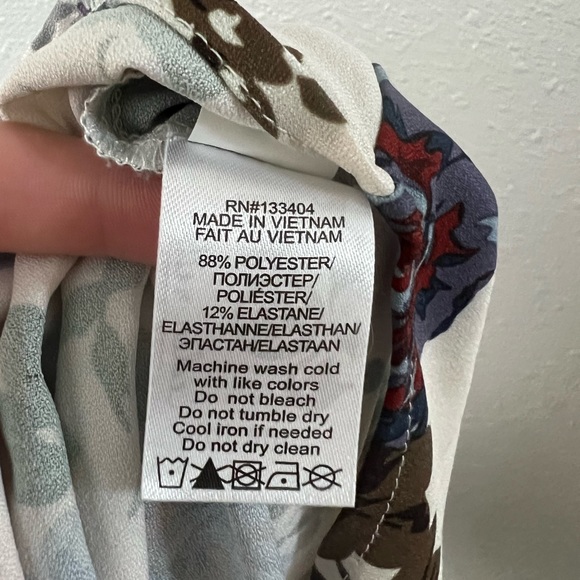 RN#133404
MADE IN VIETNAM
FAIT AU VIETNAM
88% POLYESTER/
ПОЛИЭСТЕР/
POLIÉSTER/
12% ELASTANE/
ELASTHANNE/ELASTHAN/
ЭПАСТАН/ELASTAAN
Machine wash cold
with like colors
Do not bleach
Do not tumble dry
Cool iron if needed
Do not dry clean